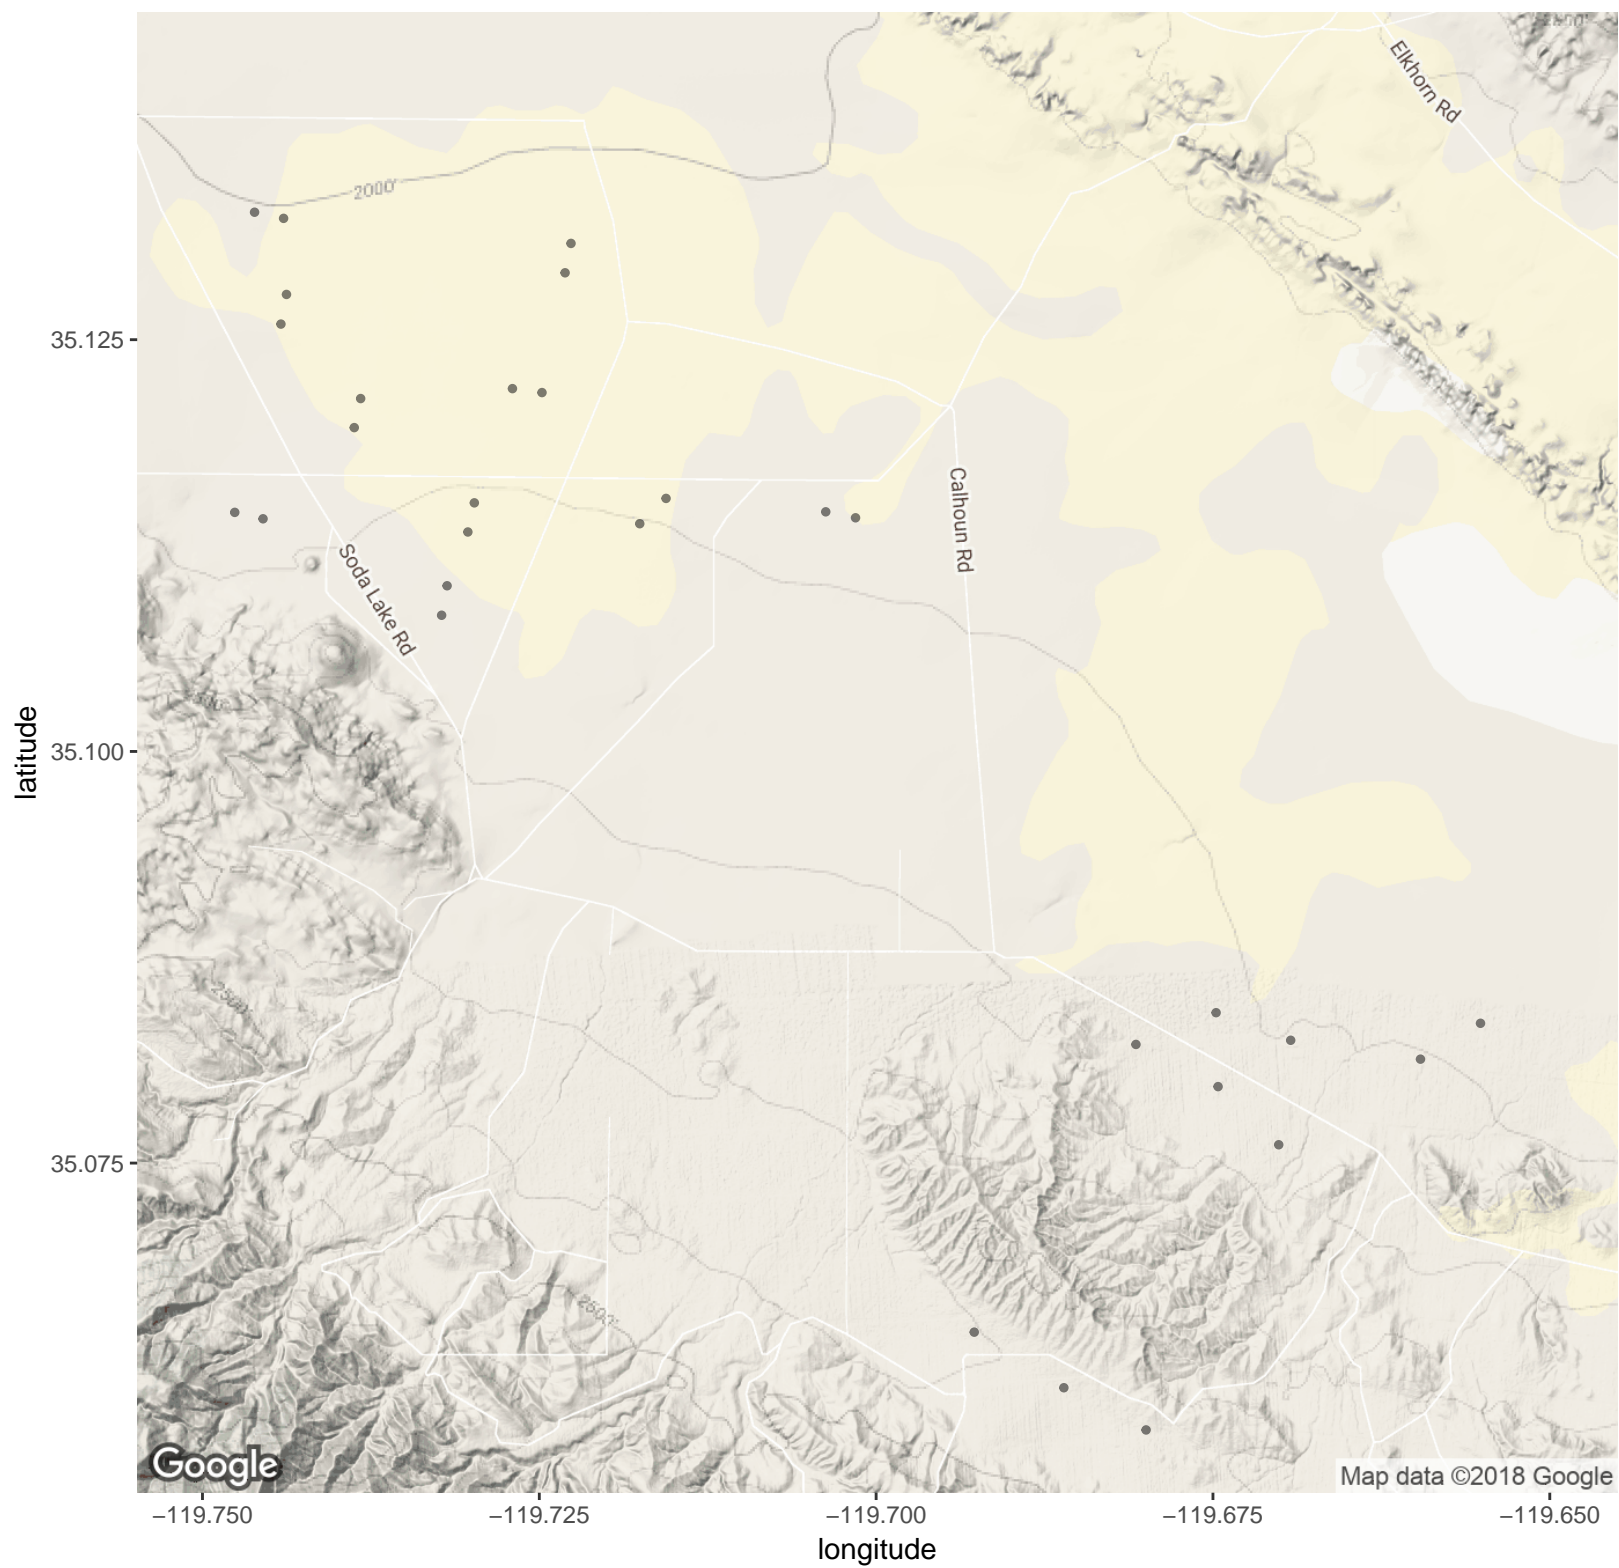 Elkhorn Rd
2000'
35.125
Calhoun Rd
Soda Lake Rd
35.100
latitude
2500'
35.075
2500'
Google
Map data ©2018 Google
−119.750
−119.725
−119.700
−119.675
−119.650
longitude